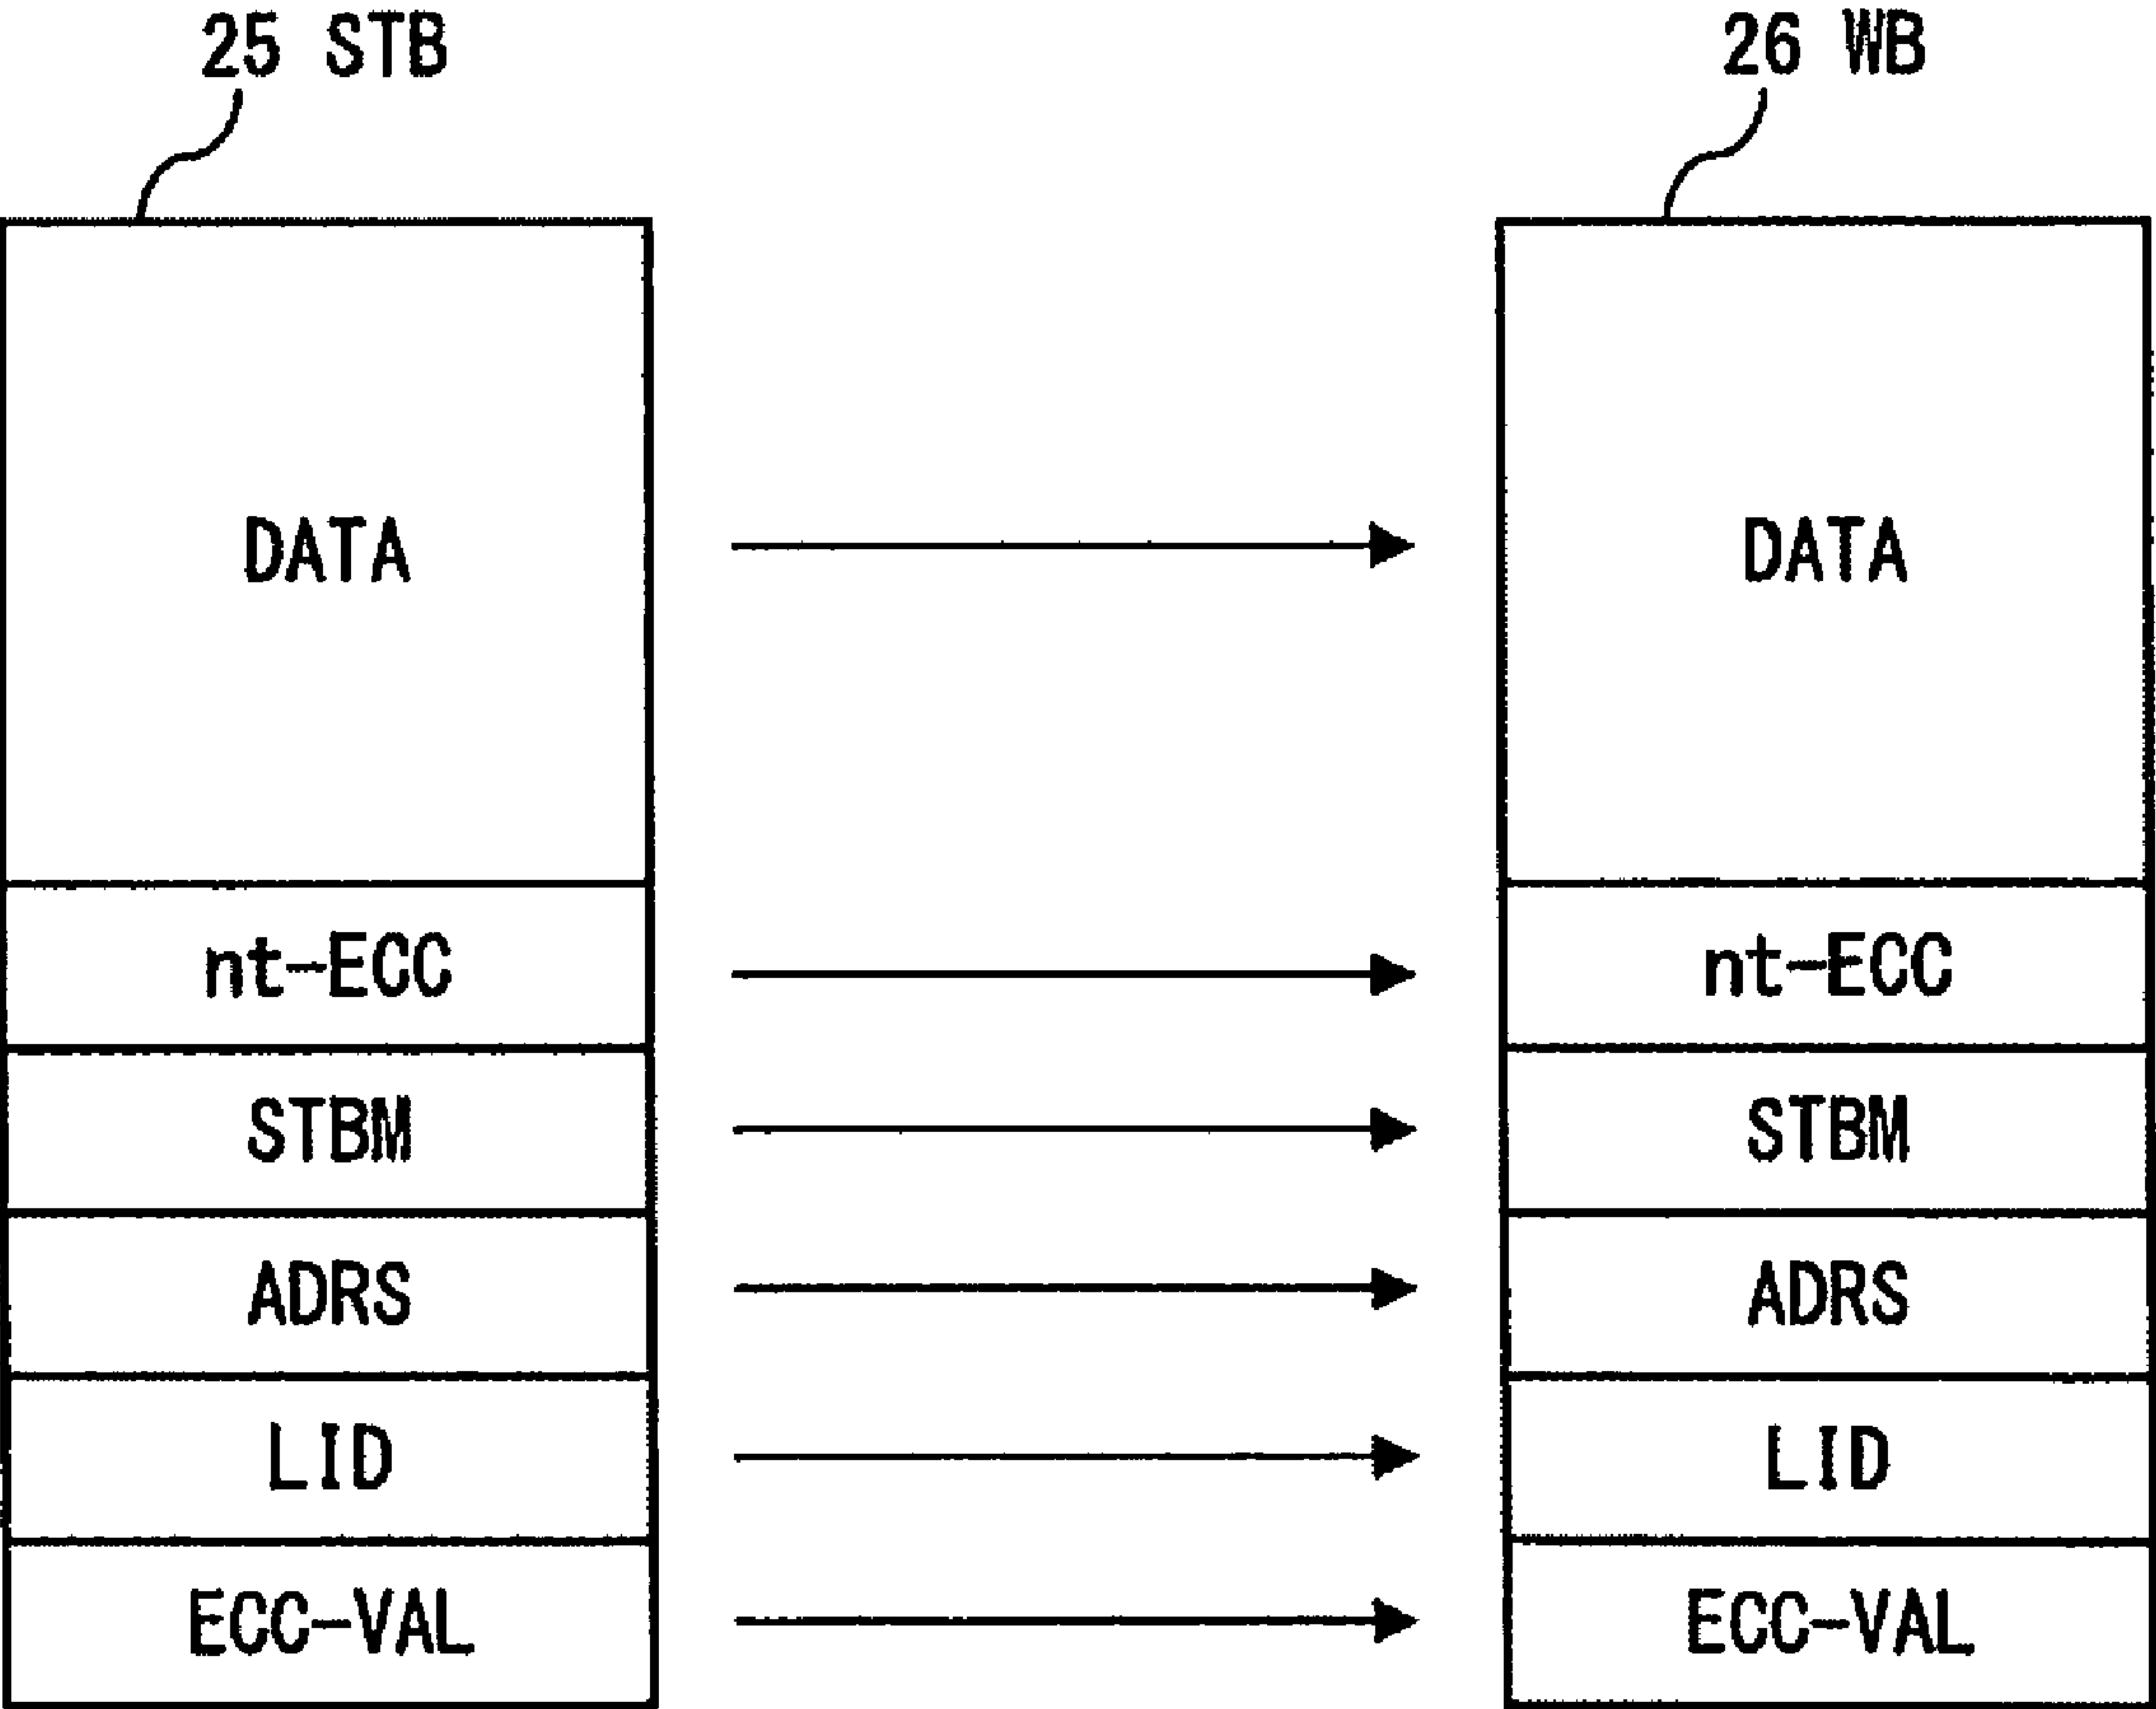 25 STB
26 WB
DATA
DATA
nt-ECC
nt-ECC
STBM
STBM
ADRS
ADRS
LID
LID
ECC-VAL
ECC-VAL